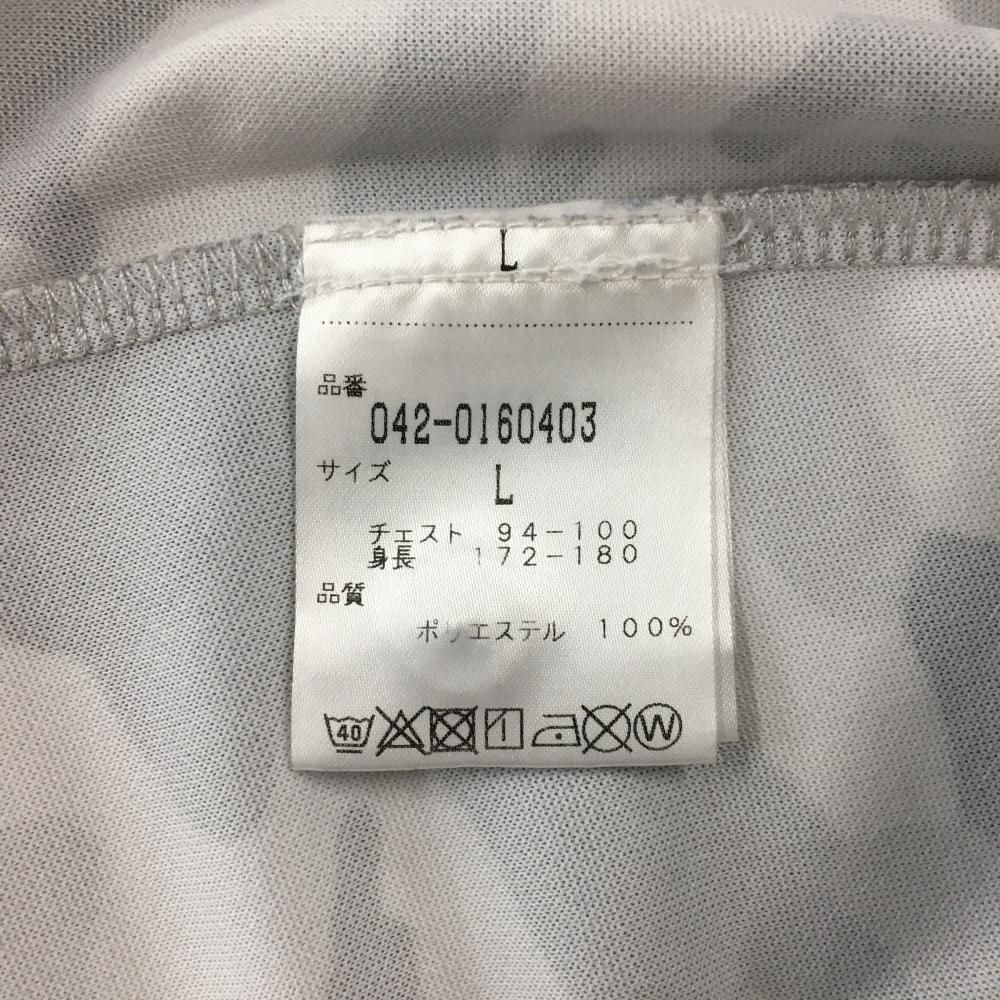 L
品番
042-0160403
サイズ
L
チェスト 94-100
身長 172-180
品質
ポリエステル 100%
40 W